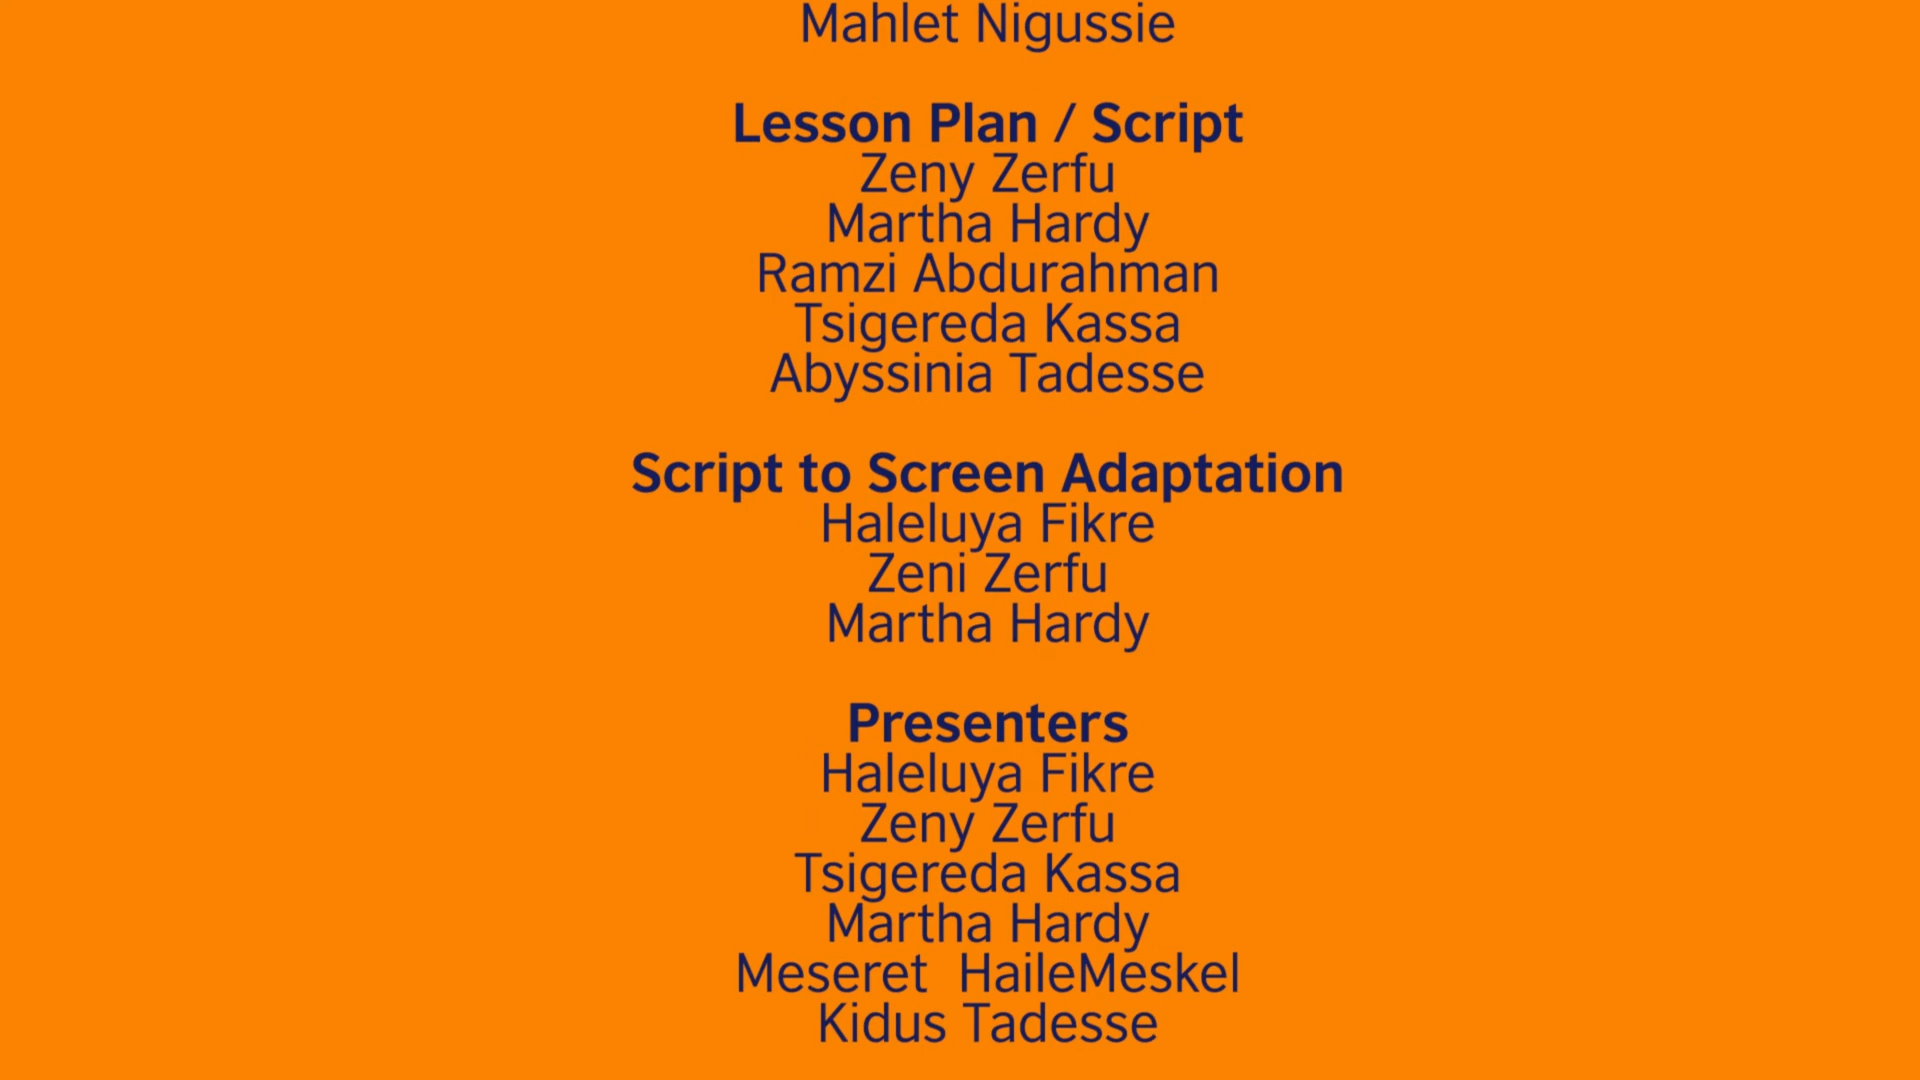 Mahlet Nigussie
Lesson Plan / Script
Zeny Zerfu
Martha Hardy
Ramzi Abdurahman
Tsigereda Kassa
Abyssinia Tadesse
Script to Screen Adaptation
Haleluya Fikre
Zeni Zerfu
Martha Hardy
Presenters
Haleluya Fikre
Zeny Zerfu
Tsigereda Kassa
Martha Hardy
Meseret  HaileMeskel
Kidus Tadesse